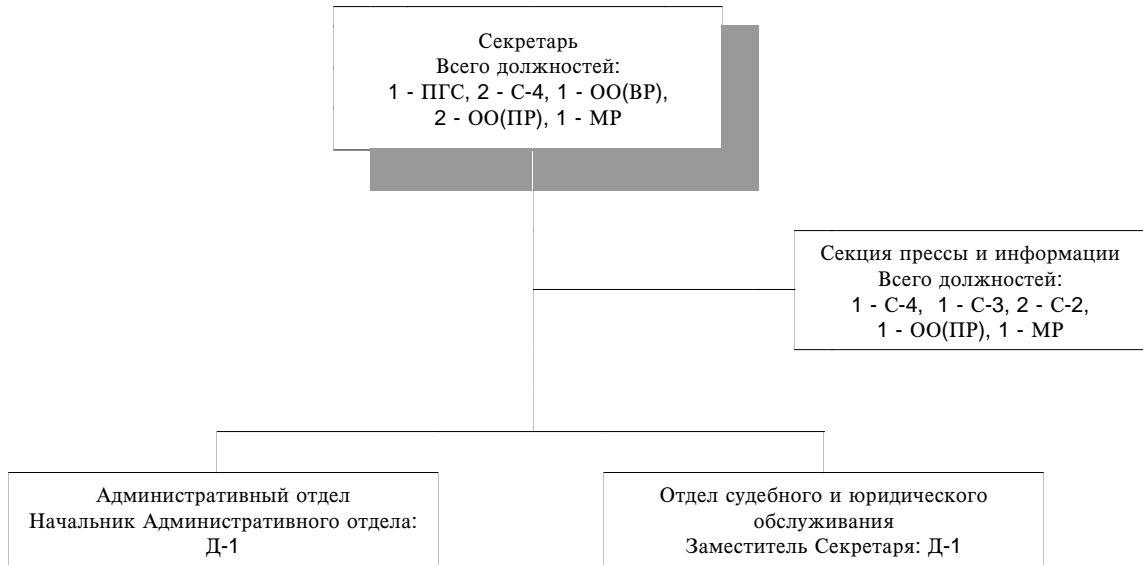 Секретарь
Всего должностей:
1 - ПГС, 2 - С-4, 1 - ОО(ВР),
2 - ОО(ПР), 1 - МР
Секция прессы и информации
Всего должностей:
1 - С-4, 1 - С-3, 2 - С-2,
1 - ОО(ПР), 1 - МР
Административный отдел
Начальник Административного отдела:
Д-1
Отдел судебного и юридического
обслуживания
Заместитель Секретаря: Д-1